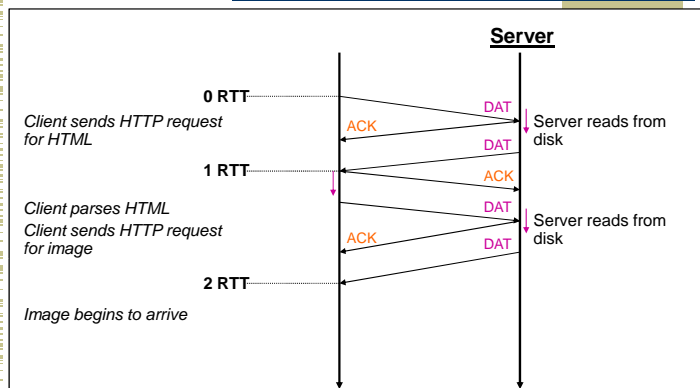 Server
0 RTT
DAT
Client sends HTTP request
for HTML
ACK
Server reads from
disk
DAT
1 RTT
ACK
Client parses HTML
DAT
Client sends HTTP request
for image
Server reads from
disk
ACK
DAT
2 RTT
Image begins to arrive